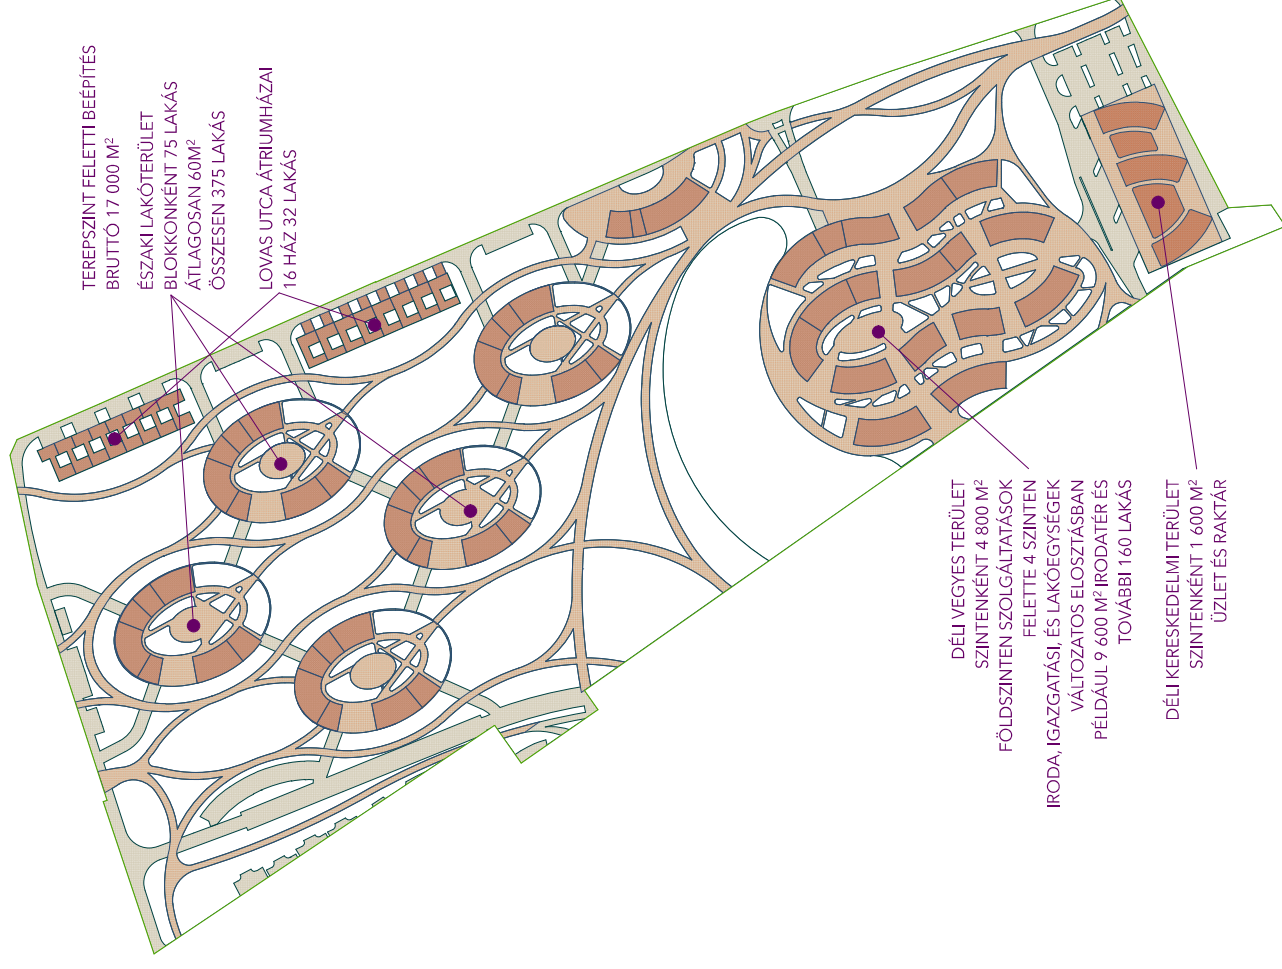 TEREPSZINT FELETTI BEÉPÍTÉS
BRUTTÓ 17 000 M²
ÉSZAKI LAKÓTERÜLET
BLOKKONKÉNT 75 LAKÁS
ÁTLAGOSAN 60M²
ÖSSZESEN 375 LAKÁS
LOVAS UTCA ÁTRIUMHÁZAI
16 HÁZ 32 LAKÁS
DÉLI VEGYES TERÜLET
SZINTENKÉNT 4 800 M²
FÖLDSZINTEN SZOLGÁLTATÁSOK
FELETTE 4 SZINTEN
IRODA, IGAZGATÁSI, ÉS LAKÓEGYSÉGEK
VÁLTOZATOS ELOSZTÁSBAN
PÉLDÁUL 9 600 M² IRODATÉR ÉS
TOVÁBBI 160 LAKÁS
DÉLI KERESKEDELMI TERÜLET
SZINTENKÉNT 1 600 M²
ÜZLET ÉS RAKTÁR